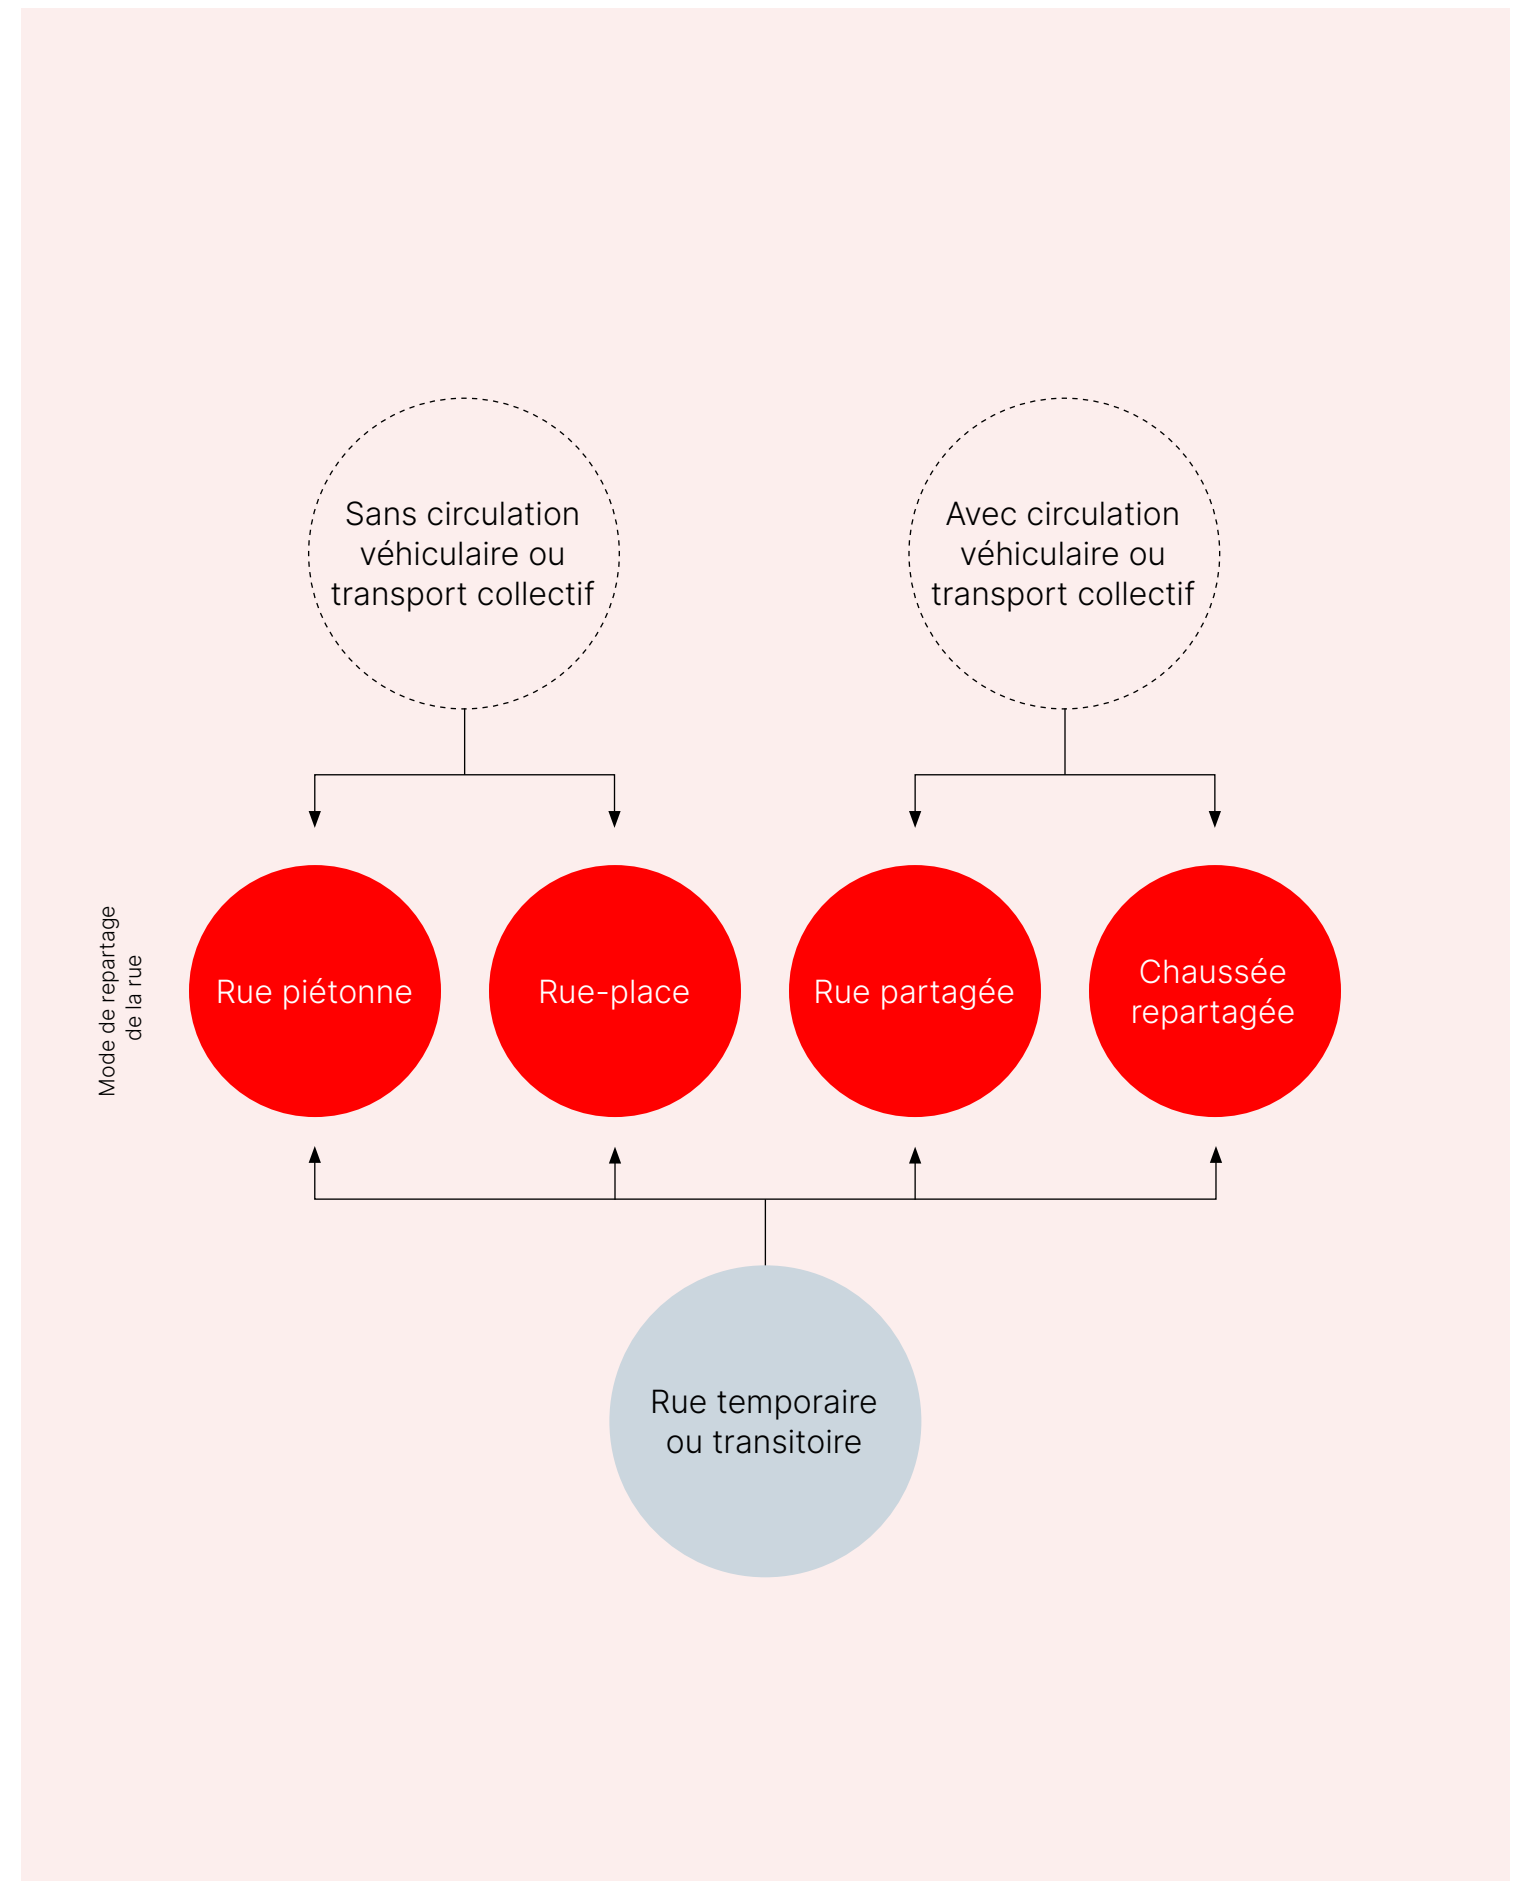 Sans circulation
véhiculaire ou
transport collectif
Avec circulation
véhiculaire ou
transport collectif
Mode de repartage
de la rue
Rue piétonne
Rue-place
Rue partagée
Chaussée
repartagée
Rue temporaire
ou transitoire